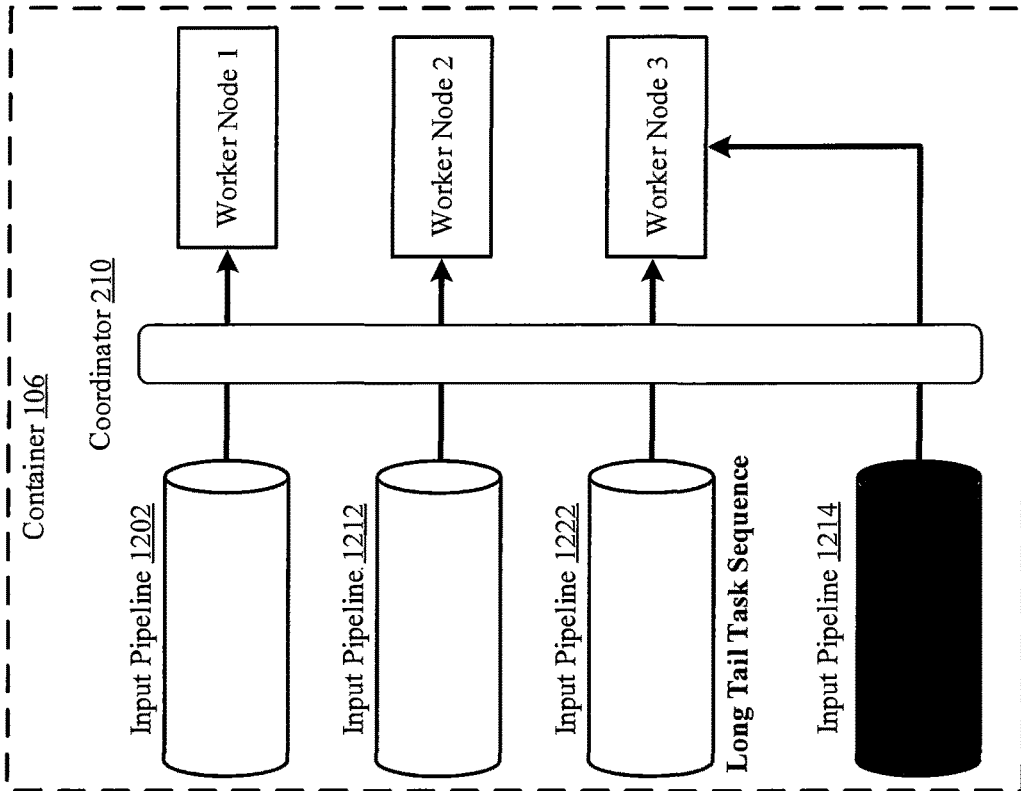 Container 106
Coordinator 210
Input Pipeline 1202
Worker Node 1
Input Pipeline. 1212
Worker Node 2
Input Pipeline 1222
Worker Node 3
Long Tail Task Sequence
Input Pipeline 1214